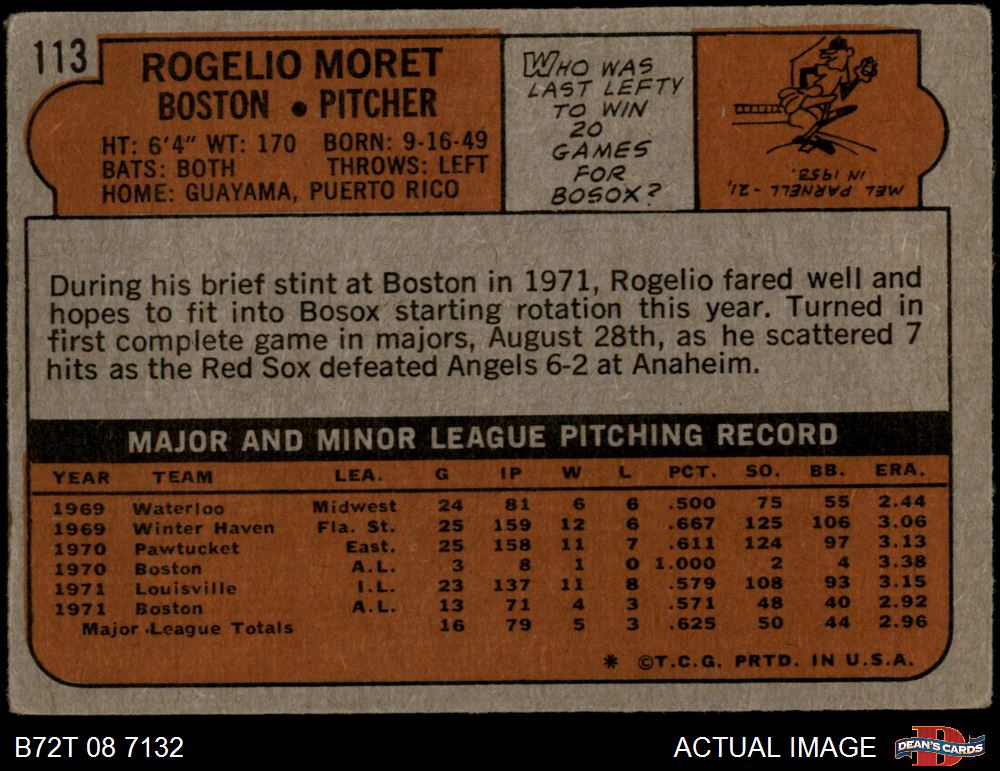 113
ROGELIO MORET
BOSTON • PITCHER
HT: 6'4" WT: 170 BORN: 9-16-49
BATS: BOTH THROWS: LEFT
HOME: GUAYAMA, PUERTO RICO
WHO WAS
LAST LEFTY
TO WIN
20
GAMES
FOR
BOSOX?
MEL PARNELL - 21,
IN 1953.
During his brief stint at Boston in 1971, Rogelio fared well and
hopes to fit into Bosox starting rotation this year. Turned in
first complete game in majors, August 28th, as he scattered 7
hits as the Red Sox defeated Angels 6-2 at Anaheim.
MAJOR AND MINOR LEAGUE PITCHING RECORD
YEAR TEAM LEA. G IP W L PCT. SO. BB. ERA.
1969 Waterloo Midwest 24 81 6 6 .500 75 55 2.44
1969 Winter Haven Fla. St. 25 159 12 6 .667 125 106 3.06
1970 Pawtucket East. 25 158 11 7 .611 124 97 3.13
1970 Boston A.L. 3 8 1 0 1.000 2 4 3.38
1971 Louisville I.L. 23 137 11 8 .579 108 93 3.15
1971 Boston A.L. 13 71 4 3 .571 48 40 2.92
Major League Totals 16 79 5 3 .625 50 44 2.96
* ©T.C.G. PRTD. IN U.S.A.
B72T 08 7132
ACTUAL IMAGE
D
DEAN'S CARDS